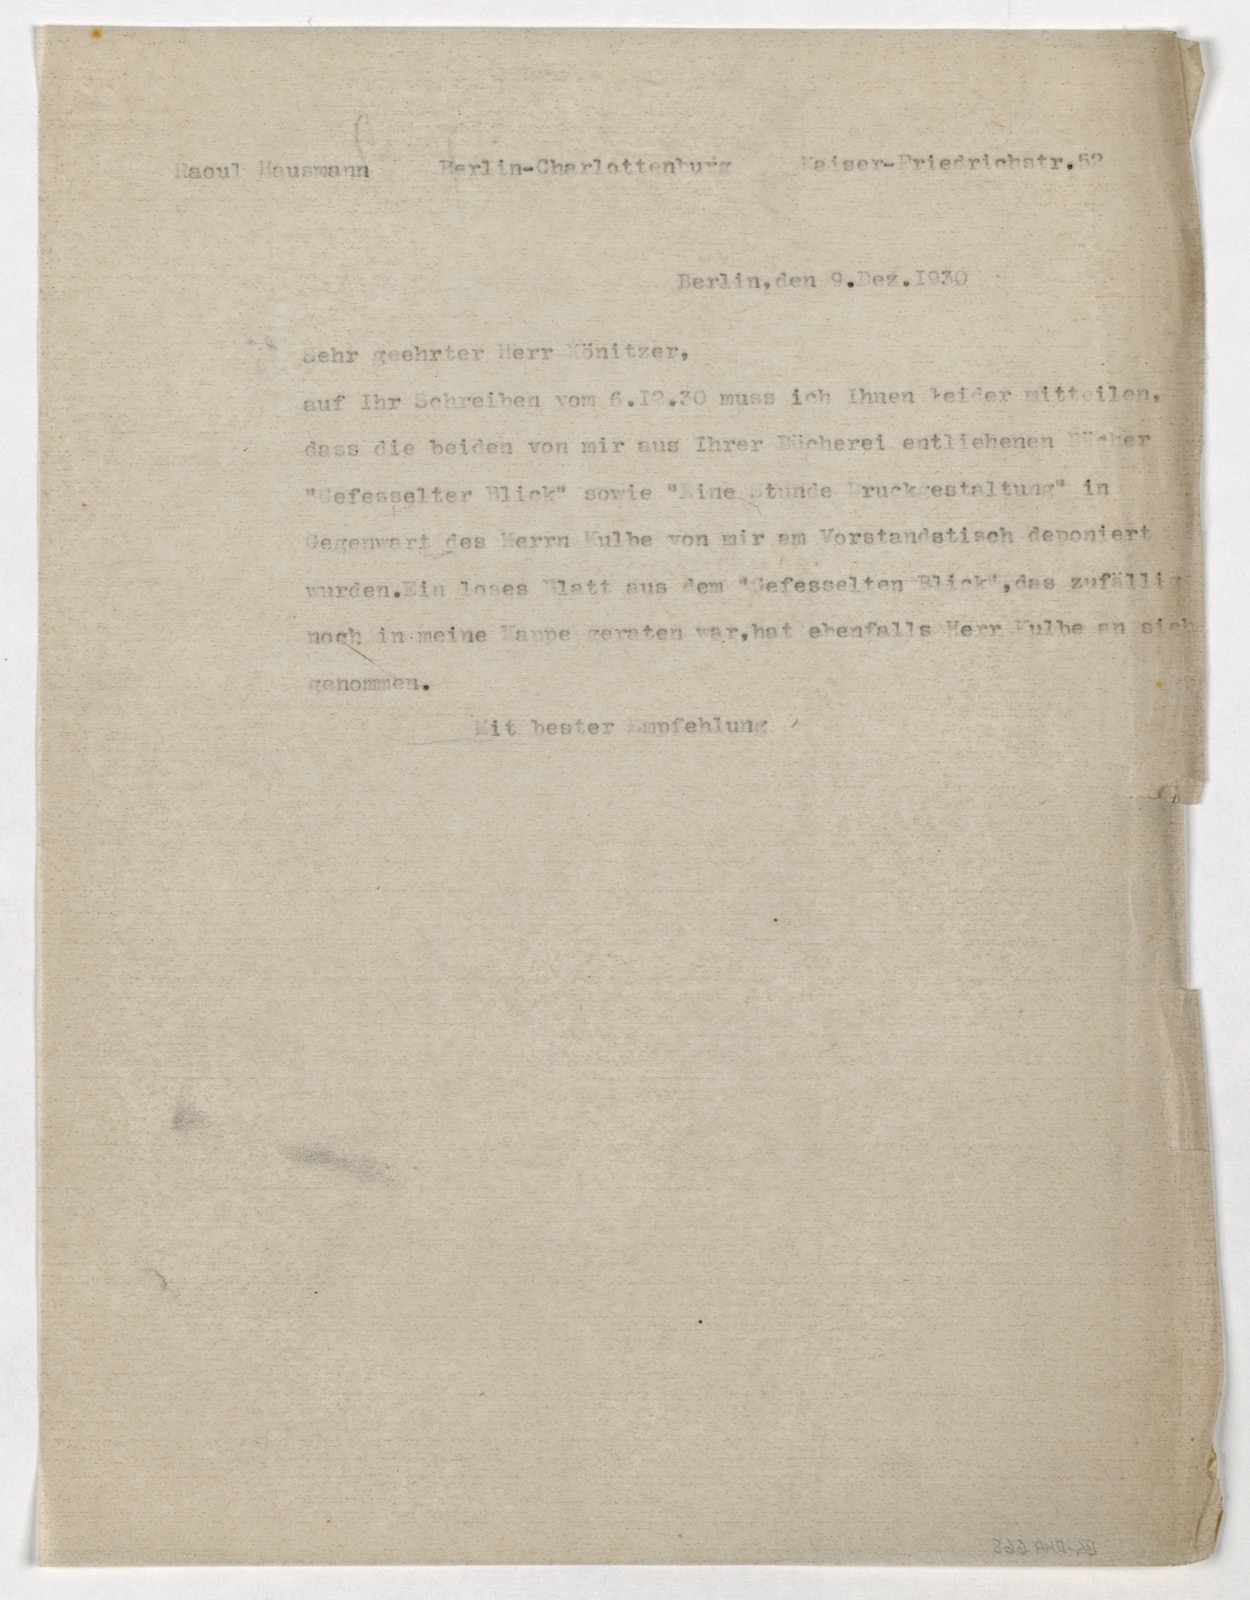 Raoul Hausmann Berlin-Charlottenburg Kaiser-Friedrichstr.52
Berlin,den 9.Dez.I930
Sehr geehrter Herr Könitzer,
auf Ihr Schreiben vom 6.I2.30 muss ich Ihnen leider mitteilen,
dass die beiden von mir aus Ihrer Bücherei entliehenen Bücher
"Gefesselter Blick" sowie "Eine Stunde Druckgestaltung" in
Gegenwart des Herrn Kulbe von mir am Vorstandstisch deponiert
wurden.Ein loses Blatt aus dem "Gefesselten Blick",das zufällig
noch in meine Mappe geraten war,hat ebenfalls Herr Kulbe an sich
genommen.
Mit bester Empfehlung